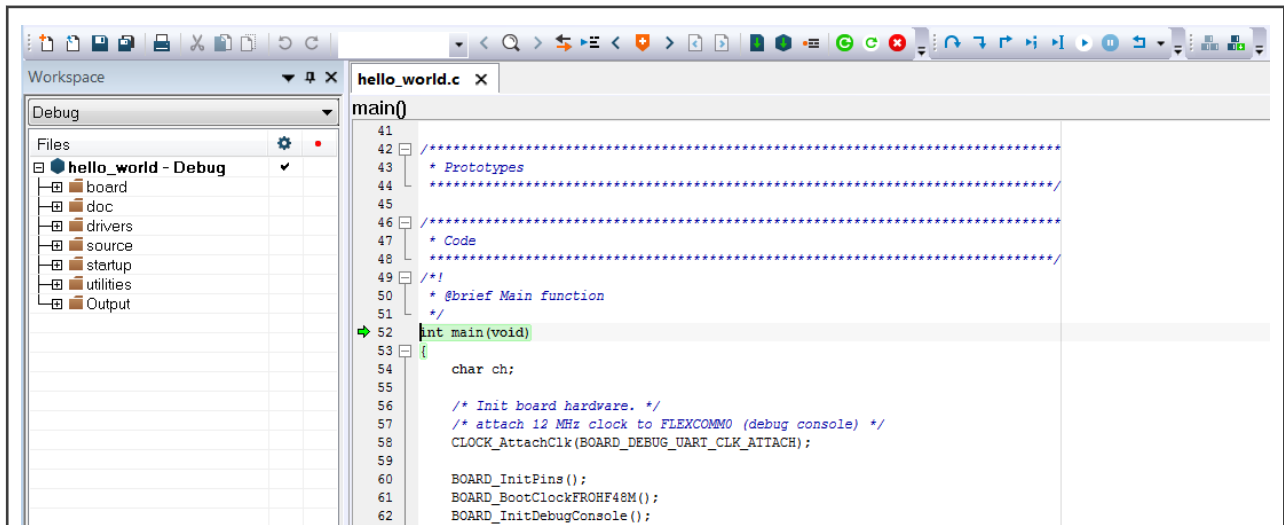 Workspace
Debug
Files
hello_world - Debug
board
doc
drivers
source
startup
utilities
Output
hello_world.c
main()
41
42 /*******************************************************************************
43  * Prototypes
44  ******************************************************************************/
45
46 /*******************************************************************************
47  * Code
48  ******************************************************************************/
49 /*!
50  * @brief Main function
51  */
52 int main(void)
53 {
54     char ch;
55
56     /* Init board hardware. */
57     /* attach 12 MHz clock to FLEXCOMM0 (debug console) */
58     CLOCK_AttachClk(BOARD_DEBUG_UART_CLK_ATTACH);
59
60     BOARD_InitPins();
61     BOARD_BootClockFROHF48M();
62     BOARD_InitDebugConsole();